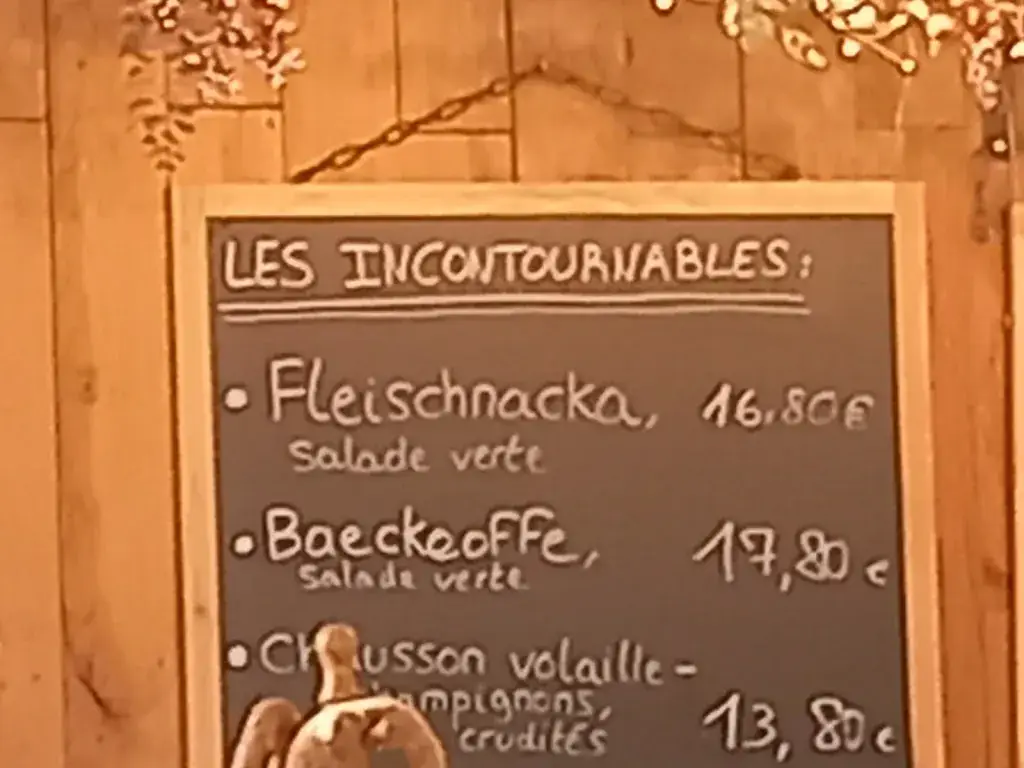 LES INCONTOURNABLES:
• Fleischnacka, 16.80€
salade verte
• Baeckeoffe, 17,80€
salade verte
• Chausson volaille-
champignons,
crudités 13,80€